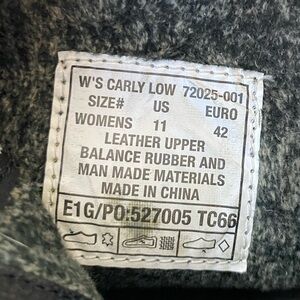 W'S CARLY LOW 72025-001
SIZE# US EURO
WOMENS 11 42
LEATHER UPPER
BALANCE RUBBER AND
MAN MADE MATERIALS
MADE IN CHINA
E1G/PO:527005 TC66